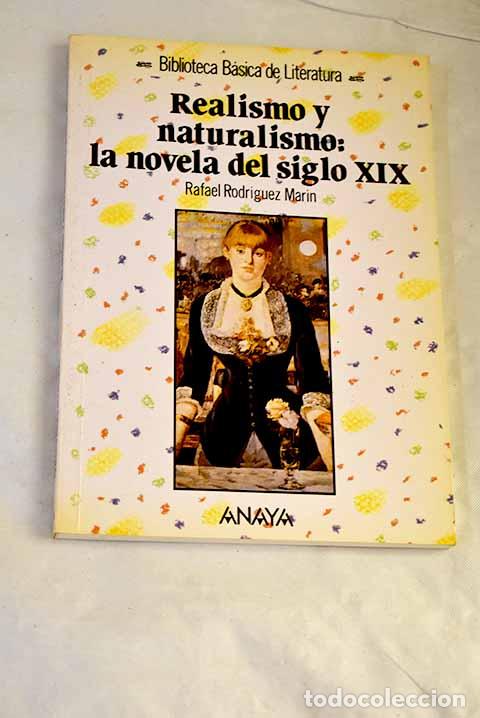 Biblioteca Básica de Literatura
Realismo y
naturalismo:
la novela del siglo XIX
Rafael Rodríguez Marín
ANAYA
todocoleccion